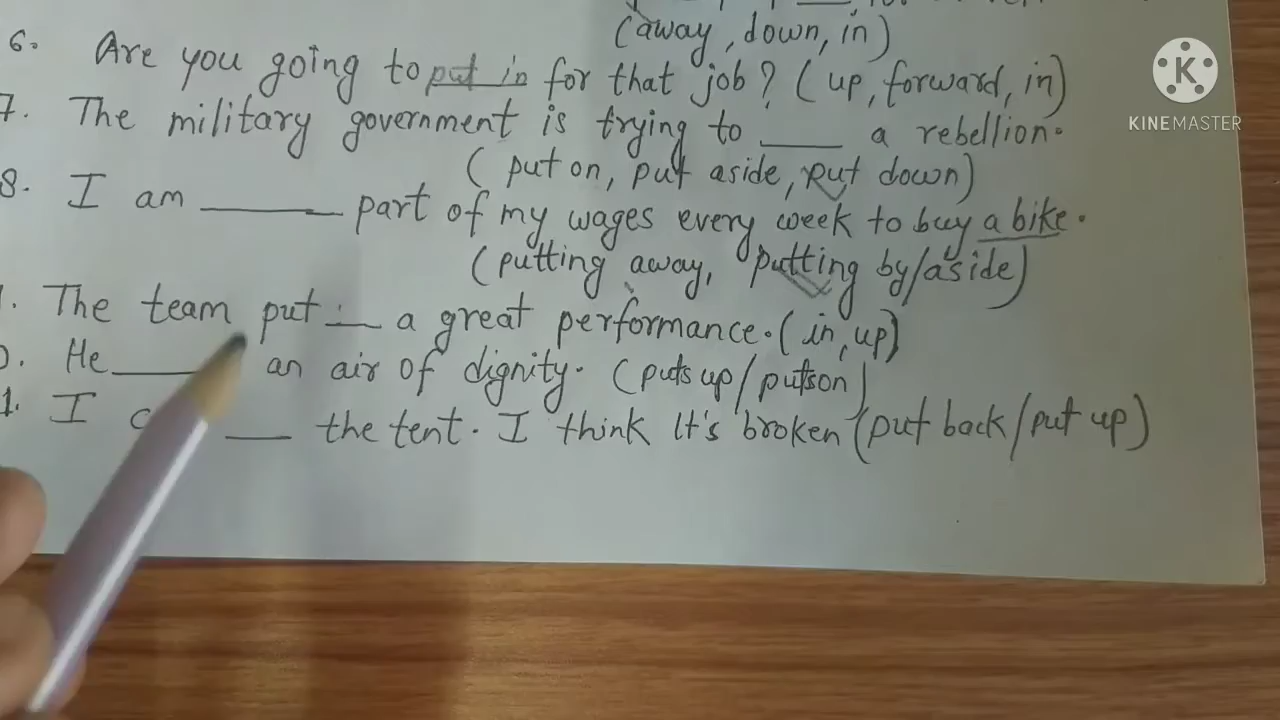 (away, down, in)
6. Are you going to put in for that job? (up, forward, in)
7. The military government is trying to ____ a rebellion.
(put on, put aside, put down)
8. I am ______ part of my wages every week to buy a bike.
(putting away, putting by/aside)
The team put __ a great performance. (in, up)
He ____ an air of dignity. (puts up/puts on)
1. I ___ the tent. I think It's broken (put back/put up)
K
KINEMASTER